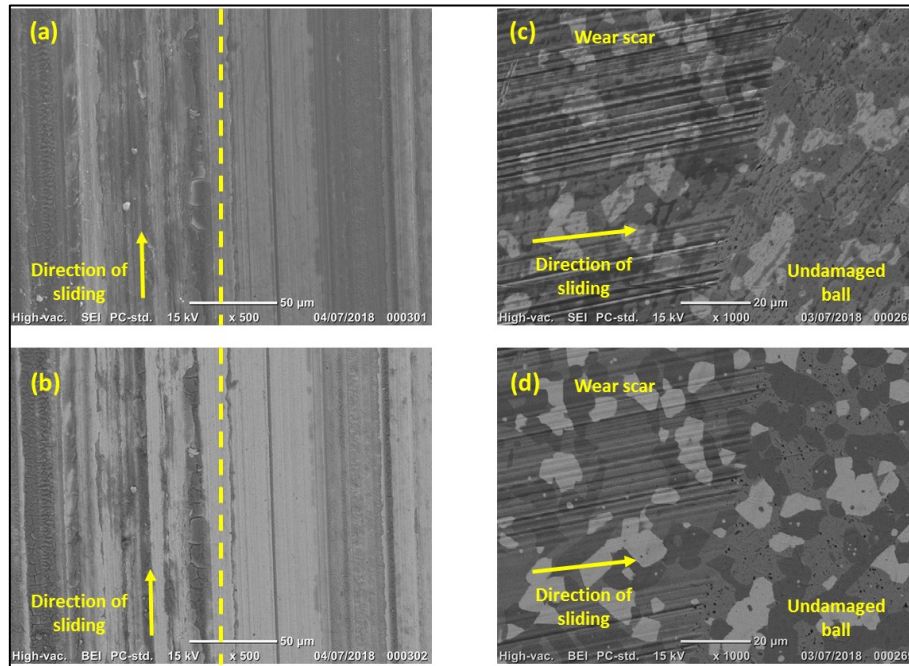 (a)
Direction of
sliding
50 µm
High-vac. SEI PC-std. 15 kV x 500 04/07/2018 000301
(c)
Wear scar
Direction of
sliding
Undamaged
ball
20 µm
High-vac. SEI PC-std. 15 kV x 1000 03/07/2018
(b)
Direction of
sliding
50 µm
High-vac. BEI PC-std. 15 kV x 500 04/07/2018 000302
(d)
Wear scar
Direction of
sliding
Undamaged
ball
20 µm
High-vac. BEI PC-std. 15 kV x 1000 03/07/2018